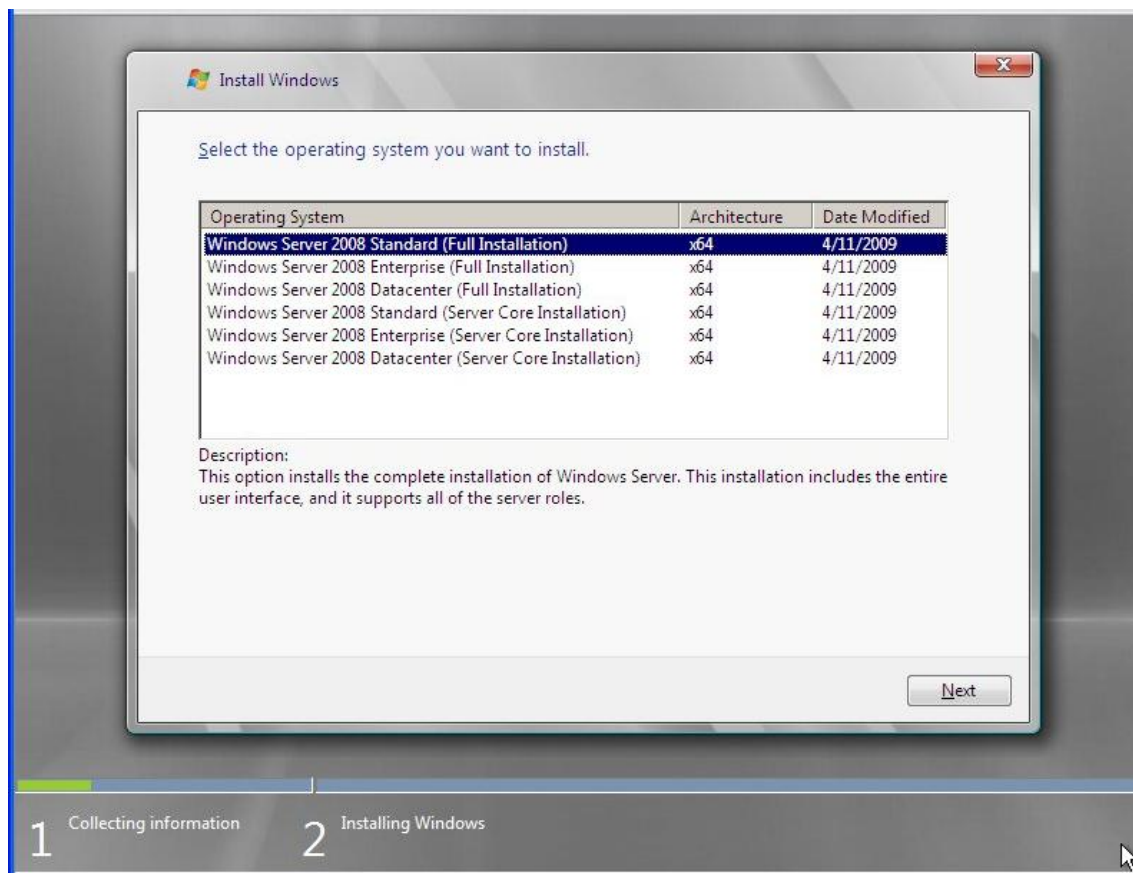 Install Windows
Select the operating system you want to install.
Operating System Architecture Date Modified
Windows Server 2008 Standard (Full Installation) x64 4/11/2009
Windows Server 2008 Enterprise (Full Installation) x64 4/11/2009
Windows Server 2008 Datacenter (Full Installation) x64 4/11/2009
Windows Server 2008 Standard (Server Core Installation) x64 4/11/2009
Windows Server 2008 Enterprise (Server Core Installation) x64 4/11/2009
Windows Server 2008 Datacenter (Server Core Installation) x64 4/11/2009
Description:
This option installs the complete installation of Windows Server. This installation includes the entire
user interface, and it supports all of the server roles.
Next
1 Collecting information 2 Installing Windows